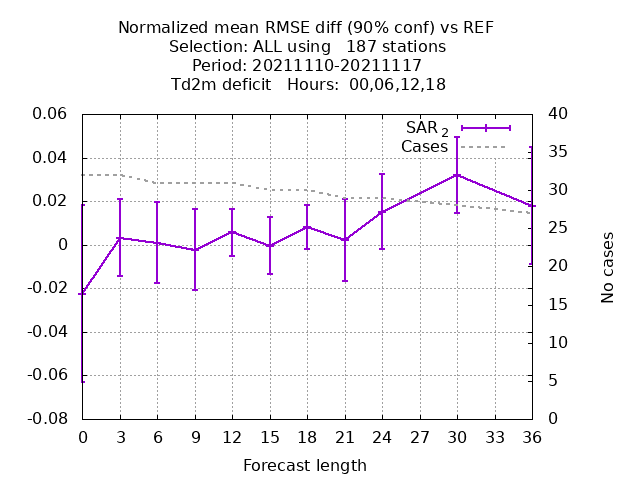 Normalized mean RMSE diff (90% conf) vs REF
Selection: ALL using   187 stations
Period: 20211110-20211117
Td2m deficit   Hours:  00,06,12,18
SAR 2
Cases
0.06
0.04
0.02
0
-0.02
-0.04
-0.06
-0.08
40
35
30
25
20
15
10
5
0
No cases
0 3 6 9 12 15 18 21 24 27 30 33 36
Forecast length